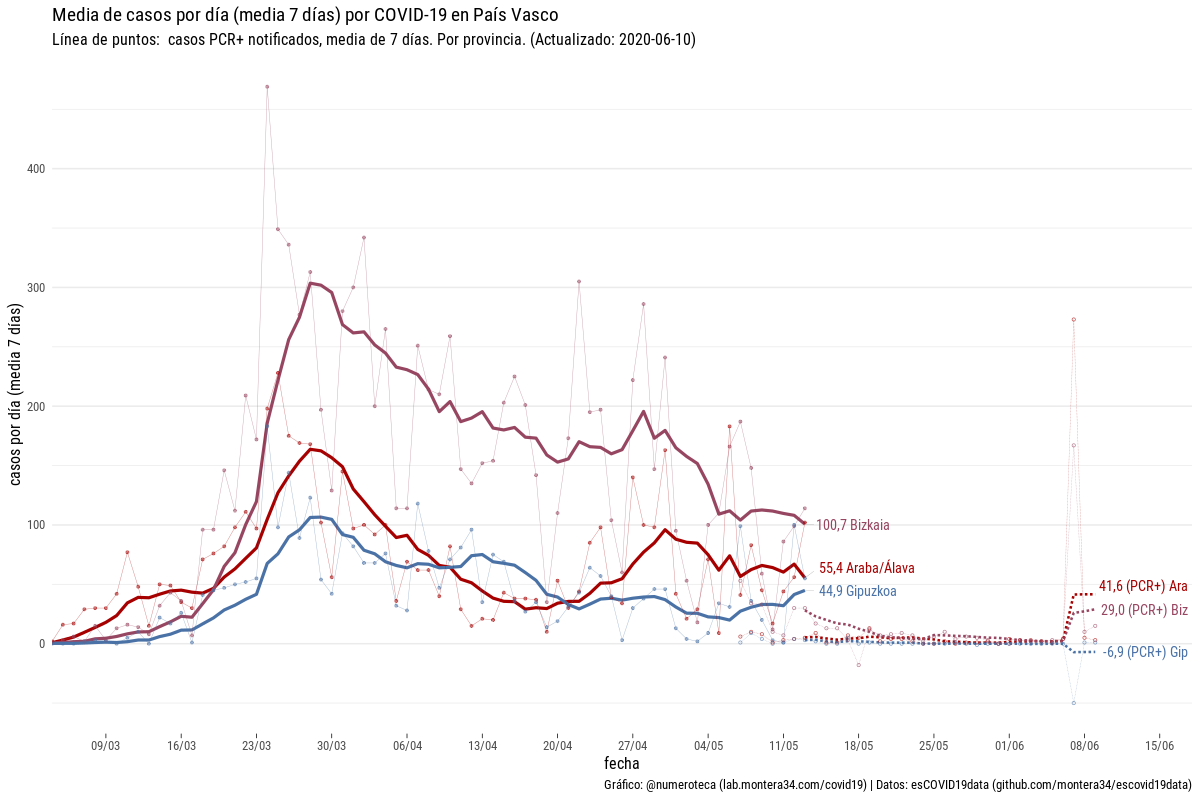 Media de casos por día (media 7 días) por COVID-19 en País Vasco
Línea de puntos:  casos PCR+ notificados, media de 7 días. Por provincia. (Actualizado: 2020-06-10)
casos por día (media 7 días)
400
300
200
100
0
100,7 Bizkaia
55,4 Araba/Álava
44,9 Gipuzkoa
41,6 (PCR+) Ara
29,0 (PCR+) Biz
-6,9 (PCR+) Gip
09/03
16/03
23/03
30/03
06/04
13/04
20/04
27/04
04/05
11/05
18/05
25/05
01/06
08/06
15/06
fecha
Gráfico: @numeroteca (lab.montera34.com/covid19) | Datos: esCOVID19data (github.com/montera34/escovid19data)